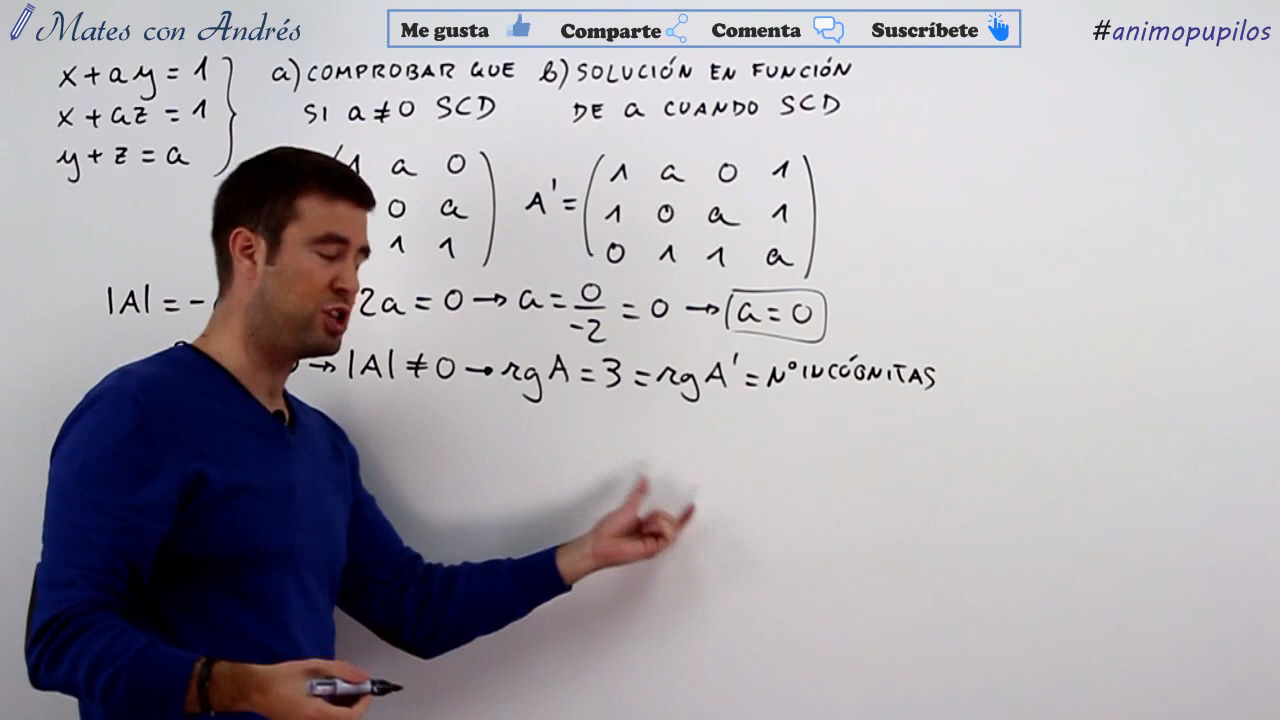 Mates con Andrés
Me gusta Comparte Comenta Suscríbete
#animopupilos
x + ay = 1
x + az = 1
y + z = a
a) COMPROBAR QUE
SI a ≠ 0 SCD
b) SOLUCIÓN EN FUNCIÓN
DE a CUANDO SCD
1 a 0
0 a
1 1
A' =
1 a 0 1
1 0 a 1
0 1 1 a
|A| = - 2a = 0 → a = 0/-2 = 0 → a = 0
→ |A| ≠ 0 → rg A = 3 = rg A' = Nº INCÓGNITAS